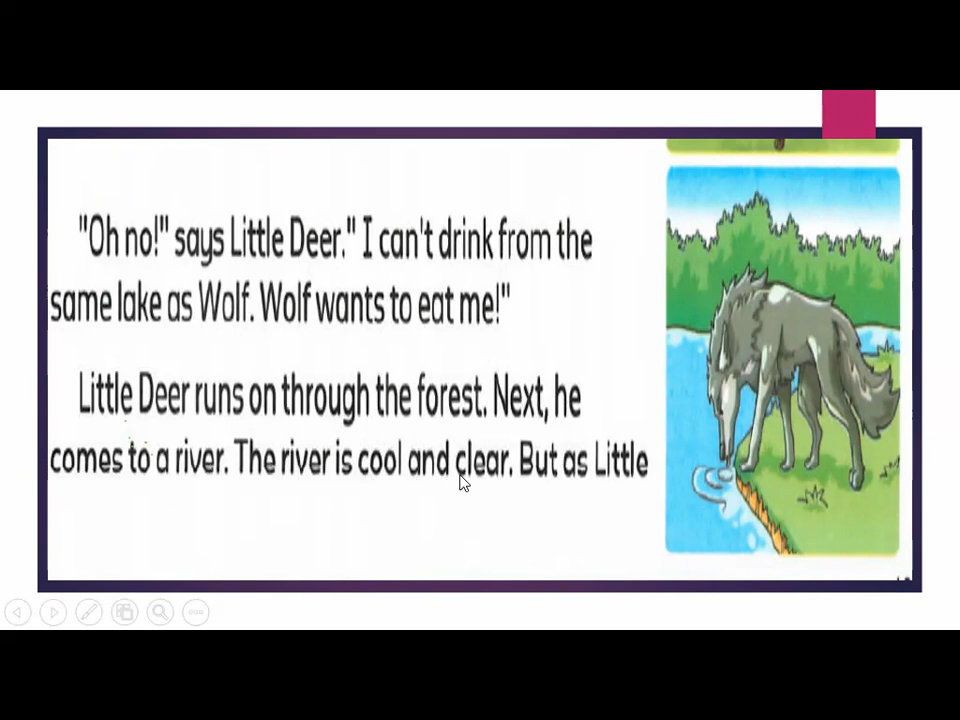 "Oh no!" says Little Deer." I can't drink from the
same lake as Wolf. Wolf wants to eat me!"
Little Deer runs on through the forest. Next, he
comes to a river. The river is cool and clear. But as Little